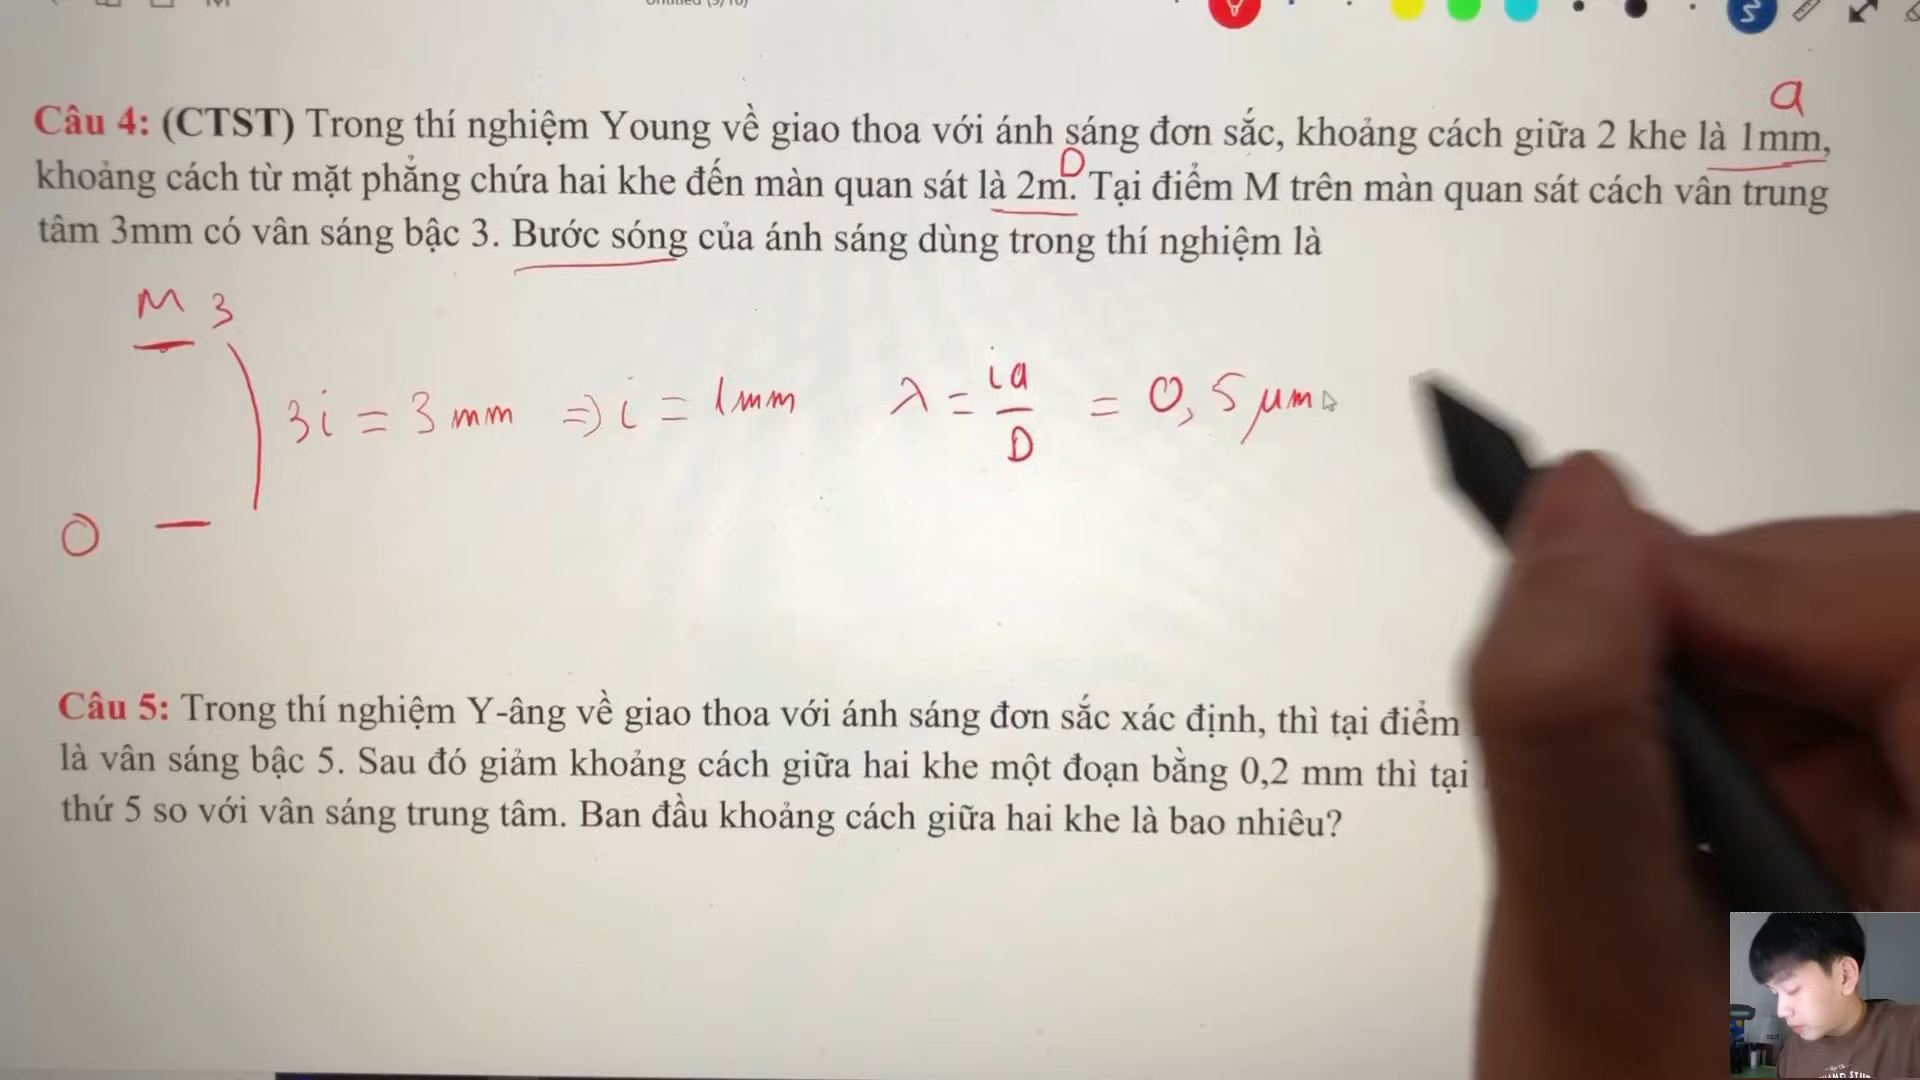 Câu 4: (CTST) Trong thí nghiệm Young về giao thoa với ánh sáng đơn sắc, khoảng cách giữa 2 khe là 1mm,
a
khoảng cách từ mặt phẳng chứa hai khe đến màn quan sát là 2m. Tại điểm M trên màn quan sát cách vân trung
D
tâm 3mm có vân sáng bậc 3. Bước sóng của ánh sáng dùng trong thí nghiệm là
M 3
3i = 3mm ⇒ i = 1mm λ = ia/D = 0,5 μm
O
Câu 5: Trong thí nghiệm Y-âng về giao thoa với ánh sáng đơn sắc xác định, thì tại điểm
là vân sáng bậc 5. Sau đó giảm khoảng cách giữa hai khe một đoạn bằng 0,2 mm thì tại
thứ 5 so với vân sáng trung tâm. Ban đầu khoảng cách giữa hai khe là bao nhiêu?